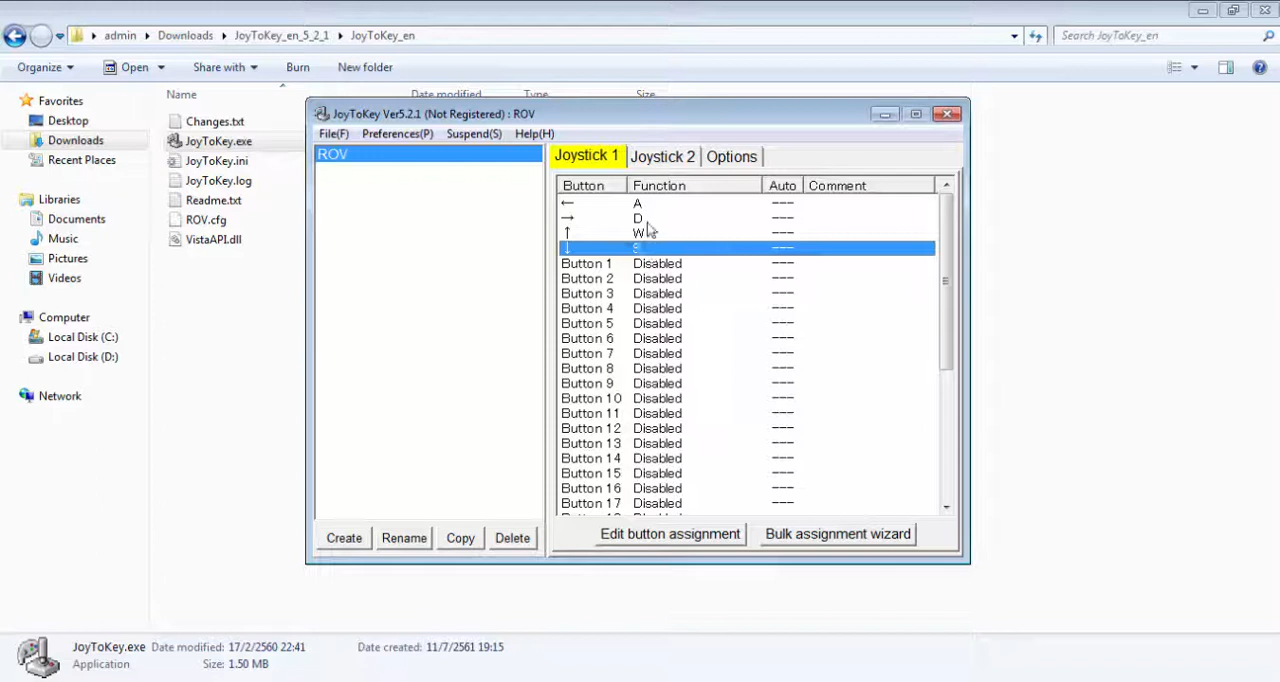 admin Downloads JoyToKey_en_5_2_1 JoyToKey_en Search JoyToKey_en
Organize Open Share with Burn New folder
Favorites
Desktop
Downloads
Recent Places
Libraries
Documents
Music
Pictures
Videos
Computer
Local Disk (C:)
Local Disk (D:)
Network
Name Date modified Type Size
Changes.txt
JoyToKey.exe
JoyToKey.ini
JoyToKey.log
Readme.txt
ROV.cfg
VistaAPI.dll
JoyToKey Ver5.2.1 (Not Registered) : ROV
File(F) Preferences(P) Suspend(S) Help(H)
ROV
Joystick 1 Joystick 2 Options
Button Function Auto Comment
← A ---
→ D ---
↑ W ---
↓ S ---
Button 1 Disabled ---
Button 2 Disabled ---
Button 3 Disabled ---
Button 4 Disabled ---
Button 5 Disabled ---
Button 6 Disabled ---
Button 7 Disabled ---
Button 8 Disabled ---
Button 9 Disabled ---
Button 10 Disabled ---
Button 11 Disabled ---
Button 12 Disabled ---
Button 13 Disabled ---
Button 14 Disabled ---
Button 15 Disabled ---
Button 16 Disabled ---
Button 17 Disabled ---
Create Rename Copy Delete
Edit button assignment Bulk assignment wizard
JoyToKey.exe Date modified: 17/2/2560 22:41 Date created: 11/7/2561 19:15
Application Size: 1.50 MB